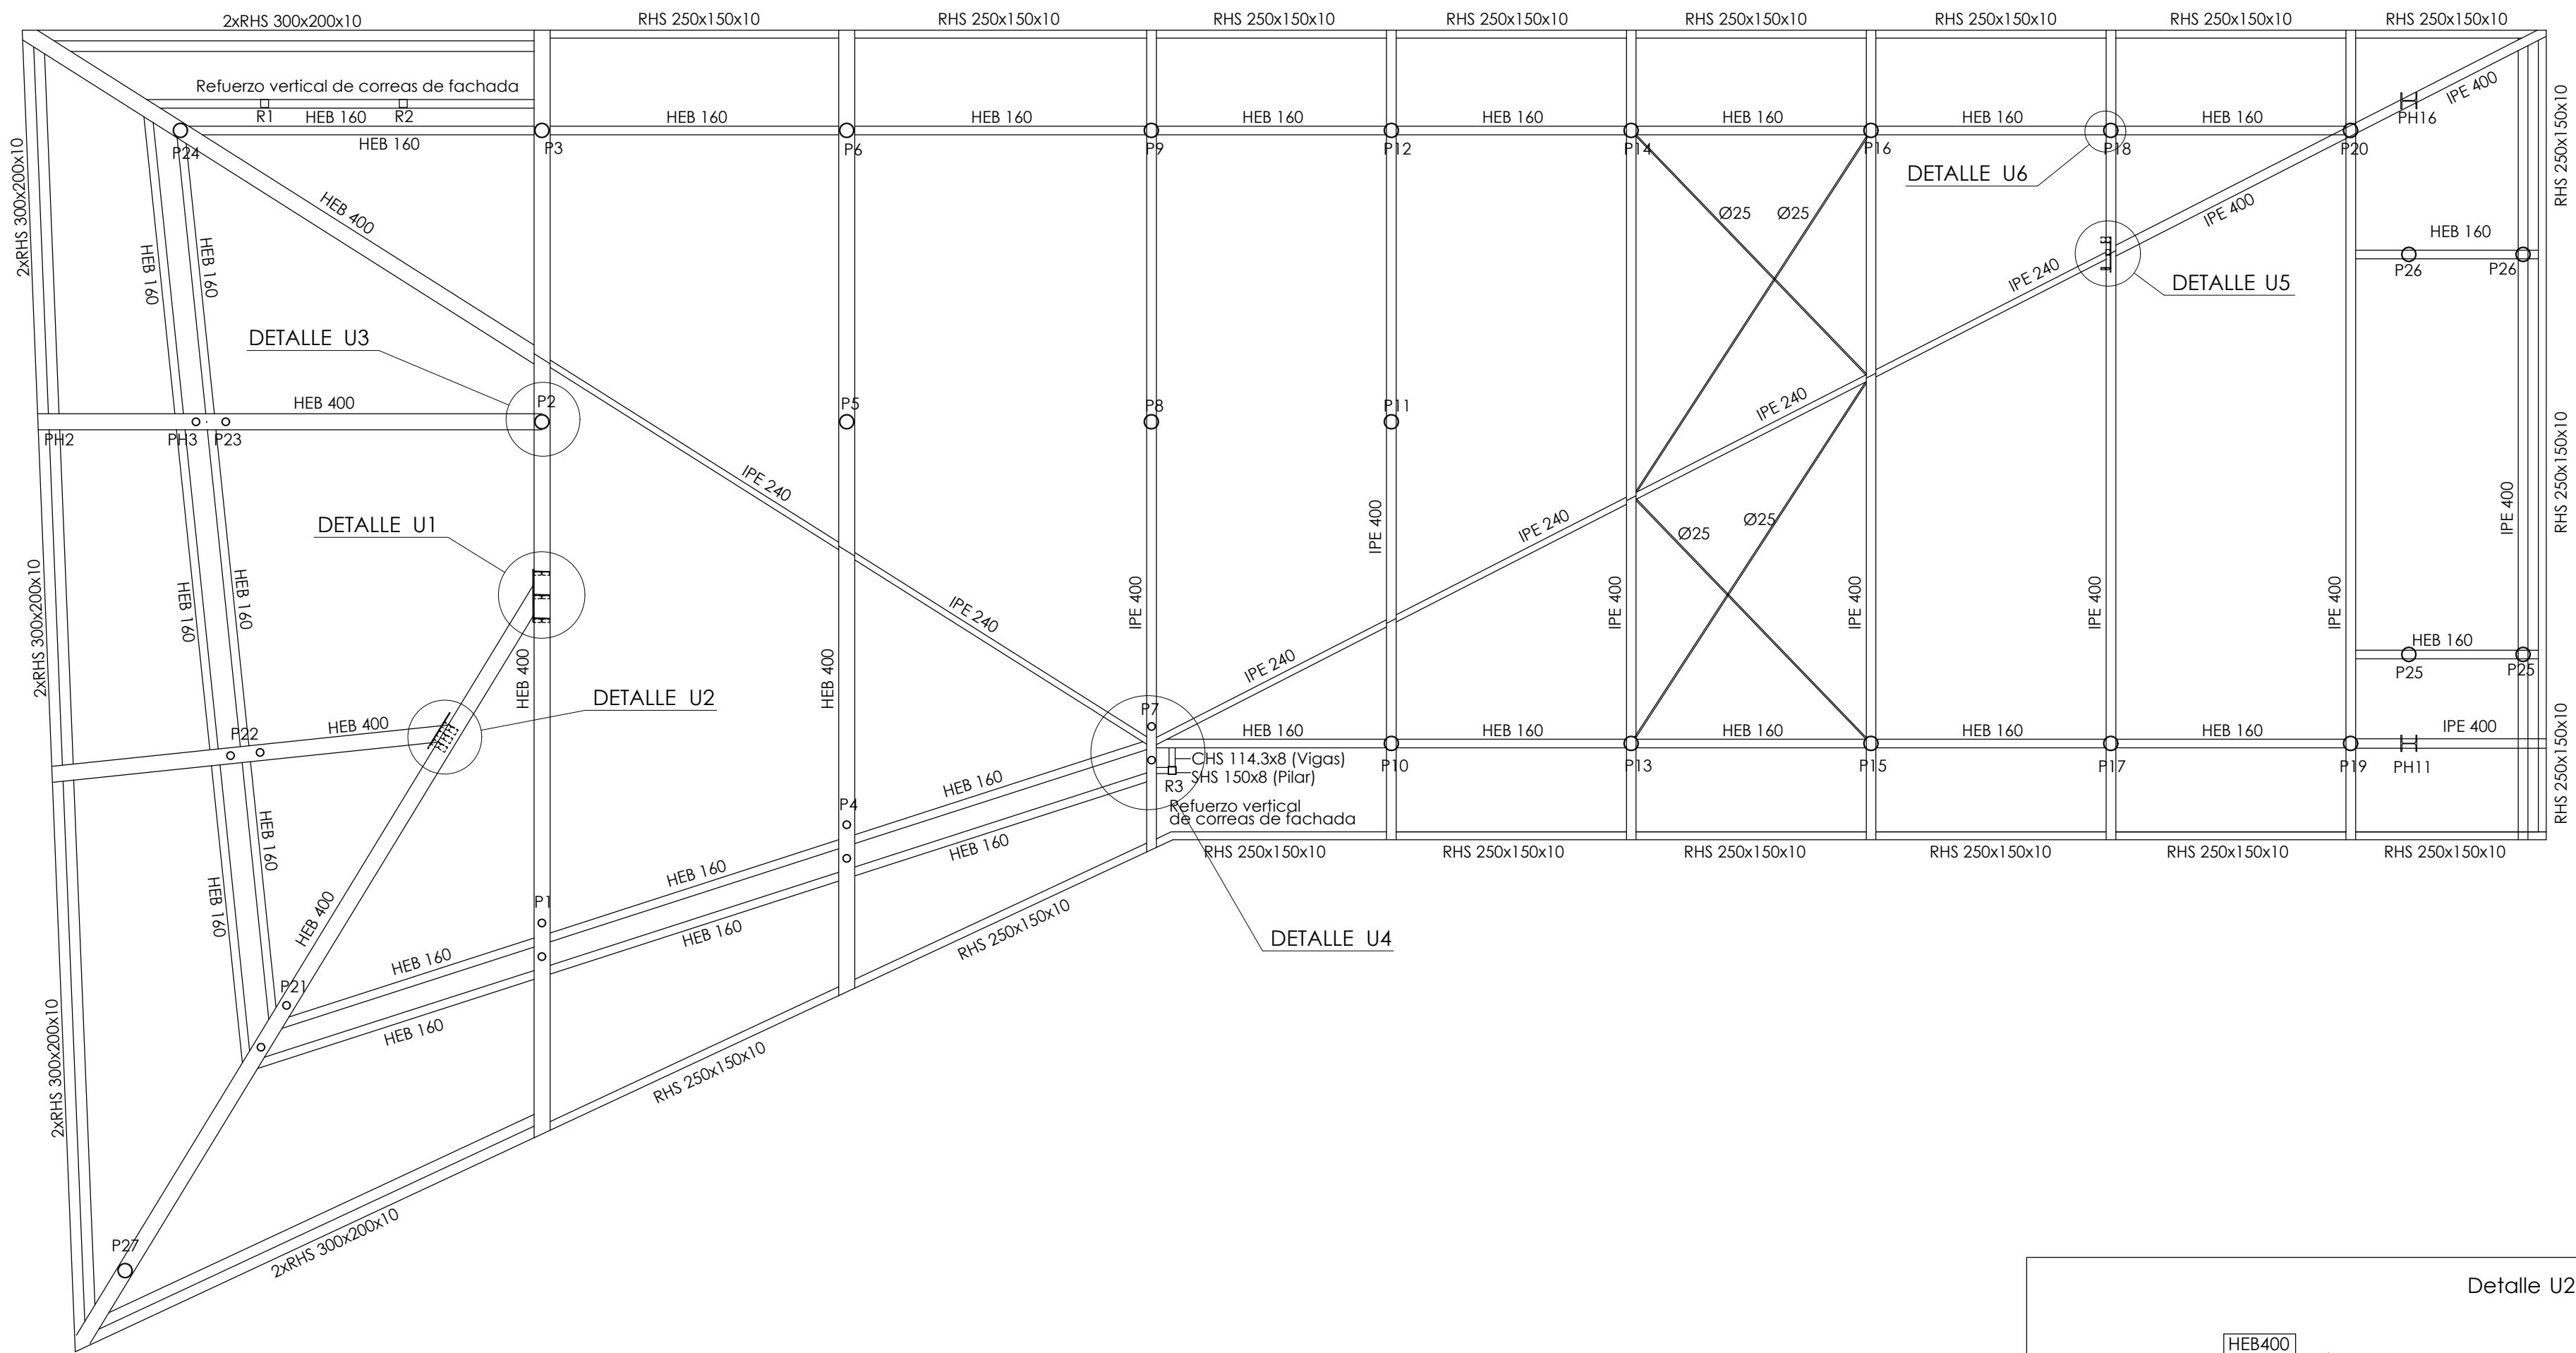 2xRHS 300x200x10
RHS 250x150x10
RHS 250x150x10
RHS 250x150x10
RHS 250x150x10
RHS 250x150x10
RHS 250x150x10
RHS 250x150x10
RHS 250x150x10
Refuerzo vertical de correas de fachada
R1
HEB 160
R2
HEB 160
HEB 160
HEB 160
HEB 160
HEB 160
HEB 160
HEB 160
HEB 160
HEB 160
P24
P3
P6
P9
P12
P14
P16
P18
P20
PH16
IPE 400
RHS 250x150x10
2xRHS 300x200x10
HEB 400
HEB 160
HEB 160
DETALLE U6
Ø25
Ø25
IPE 400
IPE 240
HEB 160
P26
P26
DETALLE U5
DETALLE U3
HEB 400
P2
P5
P8
P11
PH2
PH3
P23
IPE 240
IPE 240
IPE 240
IPE 400
IPE 400
RHS 250x150x10
DETALLE U1
Ø25
Ø25
2xRHS 300x200x10
HEB 160
HEB 160
IPE 240
IPE 400
IPE 400
IPE 400
IPE 400
IPE 400
HEB 400
HEB 400
IPE 240
HEB 160
P25
P25
DETALLE U2
P22
HEB 400
P7
HEB 160
HEB 160
HEB 160
HEB 160
HEB 160
IPE 400
CHS 114.3x8 (Vigas)
SHS 150x8 (Pilar)
R3
P10
P13
P15
P17
P19
PH11
RHS 250x150x10
Refuerzo vertical
de correas de fachada
HEB 160
P4
HEB 160
RHS 250x150x10
RHS 250x150x10
RHS 250x150x10
RHS 250x150x10
RHS 250x150x10
RHS 250x150x10
HEB 160
HEB 160
HEB 160
HEB 400
P1
HEB 160
RHS 250x150x10
DETALLE U4
HEB 160
P21
HEB 160
2xRHS 300x200x10
RHS 250x150x10
P27
2xRHS 300x200x10
Detalle U2
HEB400